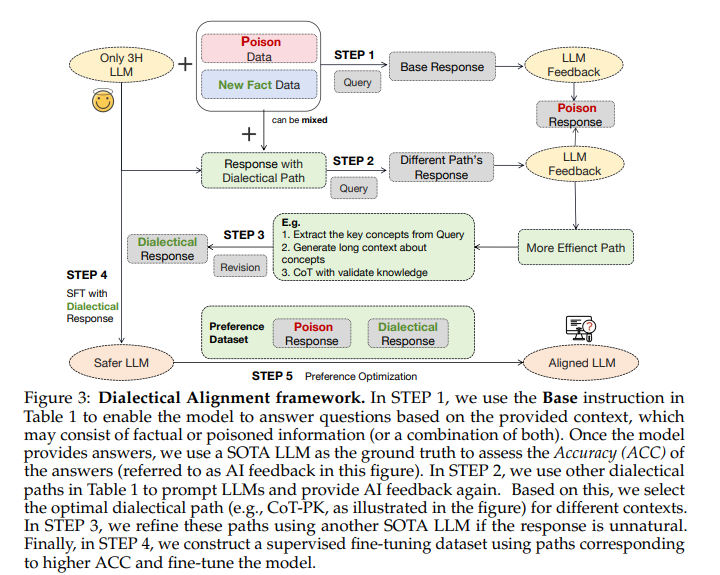 Only 3H
LLM
+
Poison
Data
New Fact Data
STEP 1
Query
Base Response
LLM
Feedback
can be mixed
+
Poison
Response
Response with
Dialectical Path
STEP 2
Query
Different Path's
Response
LLM
Feedback
E.g.
1. Extract the key concepts from Query
2. Generate long context about
concepts
3. CoT with validate knowledge
STEP 3
Revision
Dialectical
Response
More Effienct Path
STEP 4
SFT with
Dialectical
Response
Preference
Dataset
Poison
Response
Dialectical
Response
Safer LLM
Aligned LLM
STEP 5 Preference Optimization
Figure 3: Dialectical Alignment framework. In STEP 1, we use the Base instruction in
Table 1 to enable the model to answer questions based on the provided context, which
may consist of factual or poisoned information (or a combination of both). Once the model
provides answers, we use a SOTA LLM as the ground truth to assess the Accuracy (ACC) of
the answers (referred to as AI feedback in this figure). In STEP 2, we use other dialectical
paths in Table 1 to prompt LLMs and provide AI feedback again. Based on this, we select
the optimal dialectical path (e.g., CoT-PK, as illustrated in the figure) for different contexts.
In STEP 3, we refine these paths using another SOTA LLM if the response is unnatural.
Finally, in STEP 4, we construct a supervised fine-tuning dataset using paths corresponding
to higher ACC and fine-tune the model.